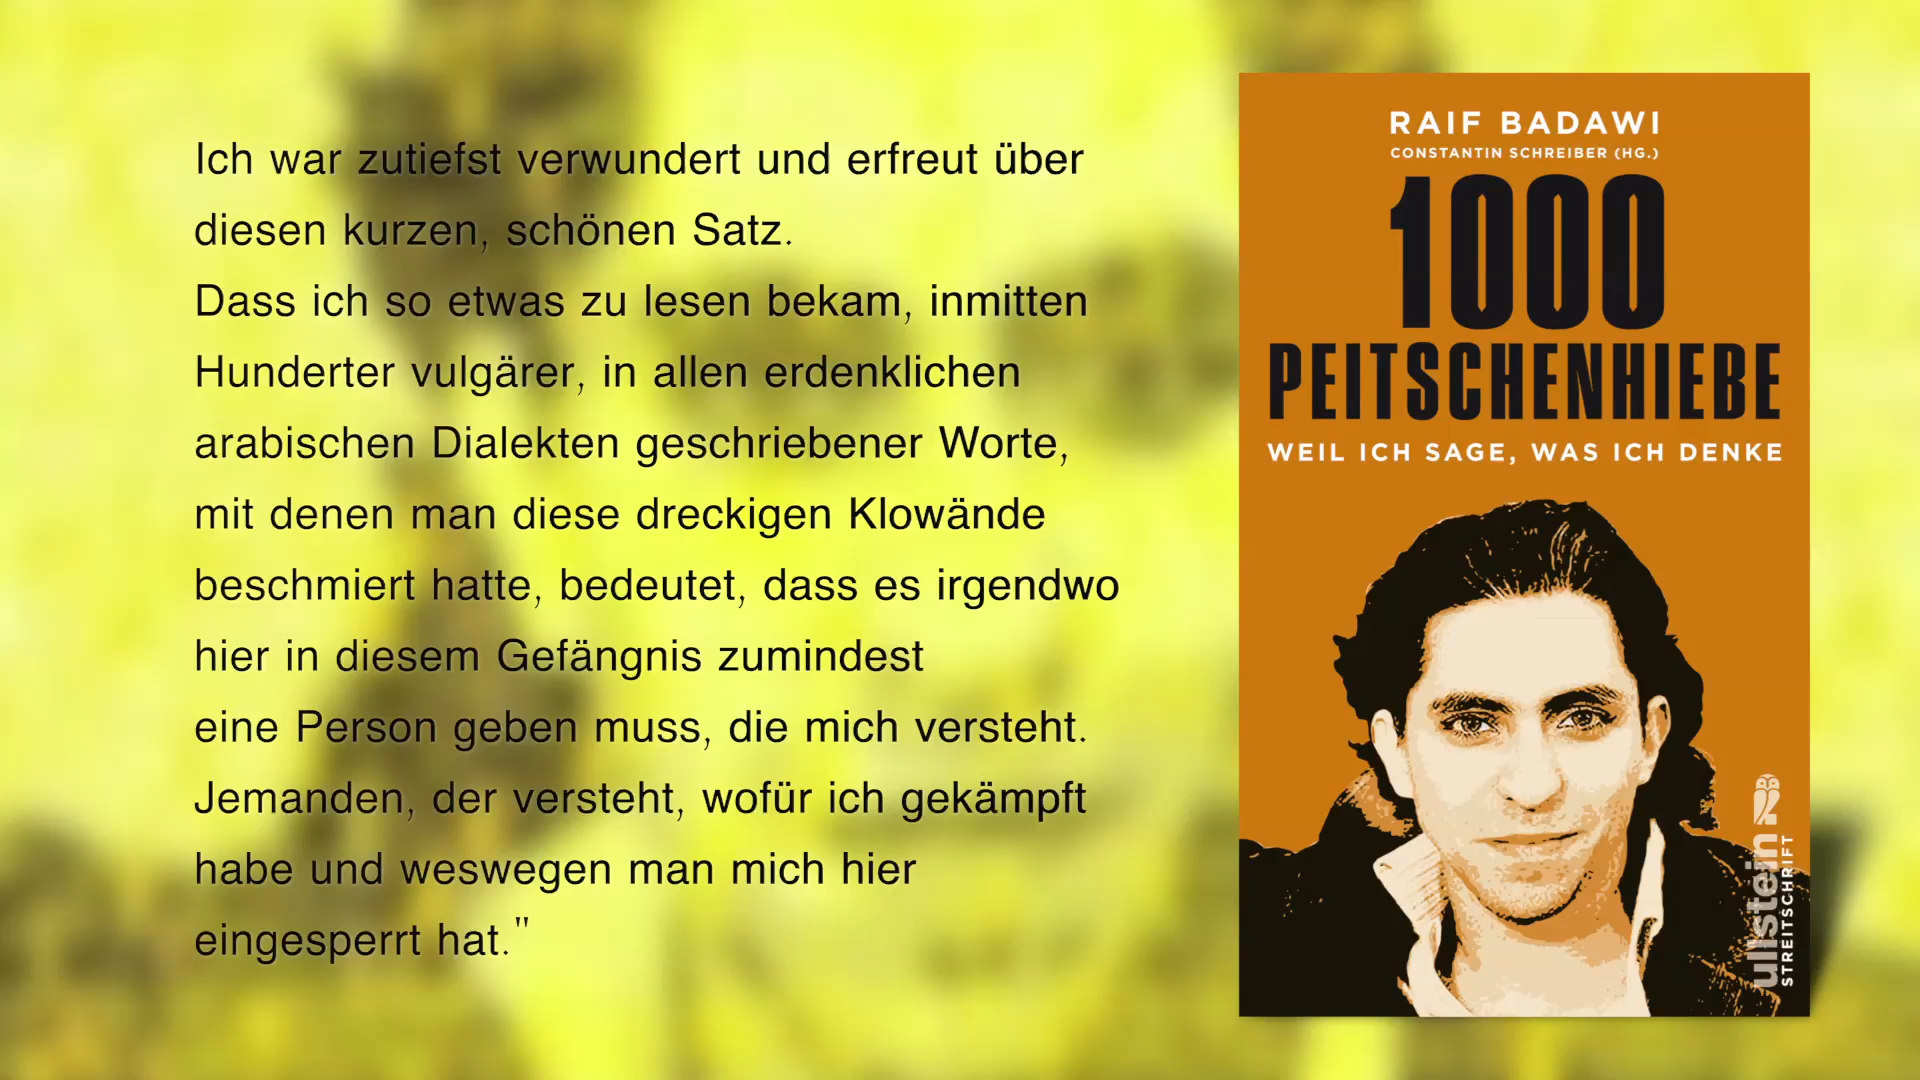 Ich war zutiefst verwundert und erfreut über
diesen kurzen, schönen Satz.
Dass ich so etwas zu lesen bekam, inmitten
Hunderter vulgärer, in allen erdenklichen
arabischen Dialekten geschriebener Worte,
mit denen man diese dreckigen Klowände
beschmiert hatte, bedeutet, dass es irgendwo
hier in diesem Gefängnis zumindest
eine Person geben muss, die mich versteht.
Jemanden, der versteht, wofür ich gekämpft
habe und weswegen man mich hier
eingesperrt hat."
RAIF BADAWI
CONSTANTIN SCHREIBER (HG.)
1000
PEITSCHENHIEBE
WEIL ICH SAGE, WAS ICH DENKE
ullstein
STREITSCHRIFT